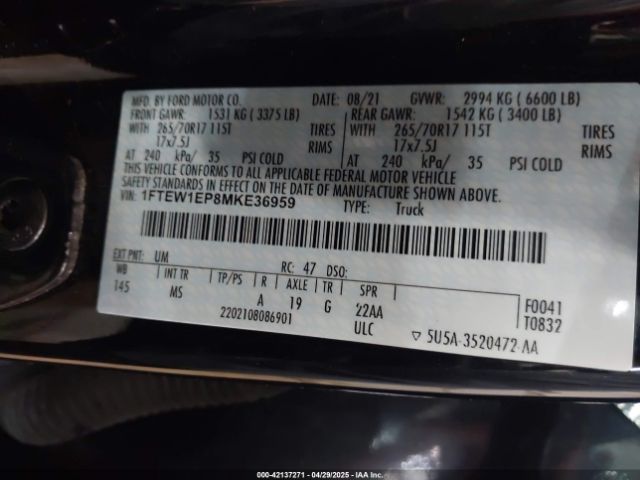 MFD. BY FORD MOTOR CO. DATE: 08/21 GVWR: 2994 KG ( 6600 LB)
FRONT GAWR: 1531 KG ( 3375 LB) REAR GAWR: 1542 KG ( 3400 LB)
WITH 265/70R17 115T TIRES WITH 265/70R17 115T TIRES
17x7.5J RIMS 17x7.5J RIMS
AT 240 kPa/ 35 PSI COLD AT 240 kPa/ 35 PSI COLD
THIS VEHICLE CONFORMS TO ALL APPLICABLE FEDERAL MOTOR VEHICLE
SAFETY STANDARDS IN EFFECT ON THE DATE OF MANUFACTURE SHOWN ABOVE.
VIN: 1FTEW1EP8MKE36959 TYPE: Truck
EXT PNT: UM RC: 47 DSO:
WB INT TR TP/PS R AXLE TR SPR
145 MS A 19 G 22AA F0041
2202108086901 ULC T0832
▽ 5U5A-3520472-AA
000-42137271 | 04/29/2025 | IAAI.COM